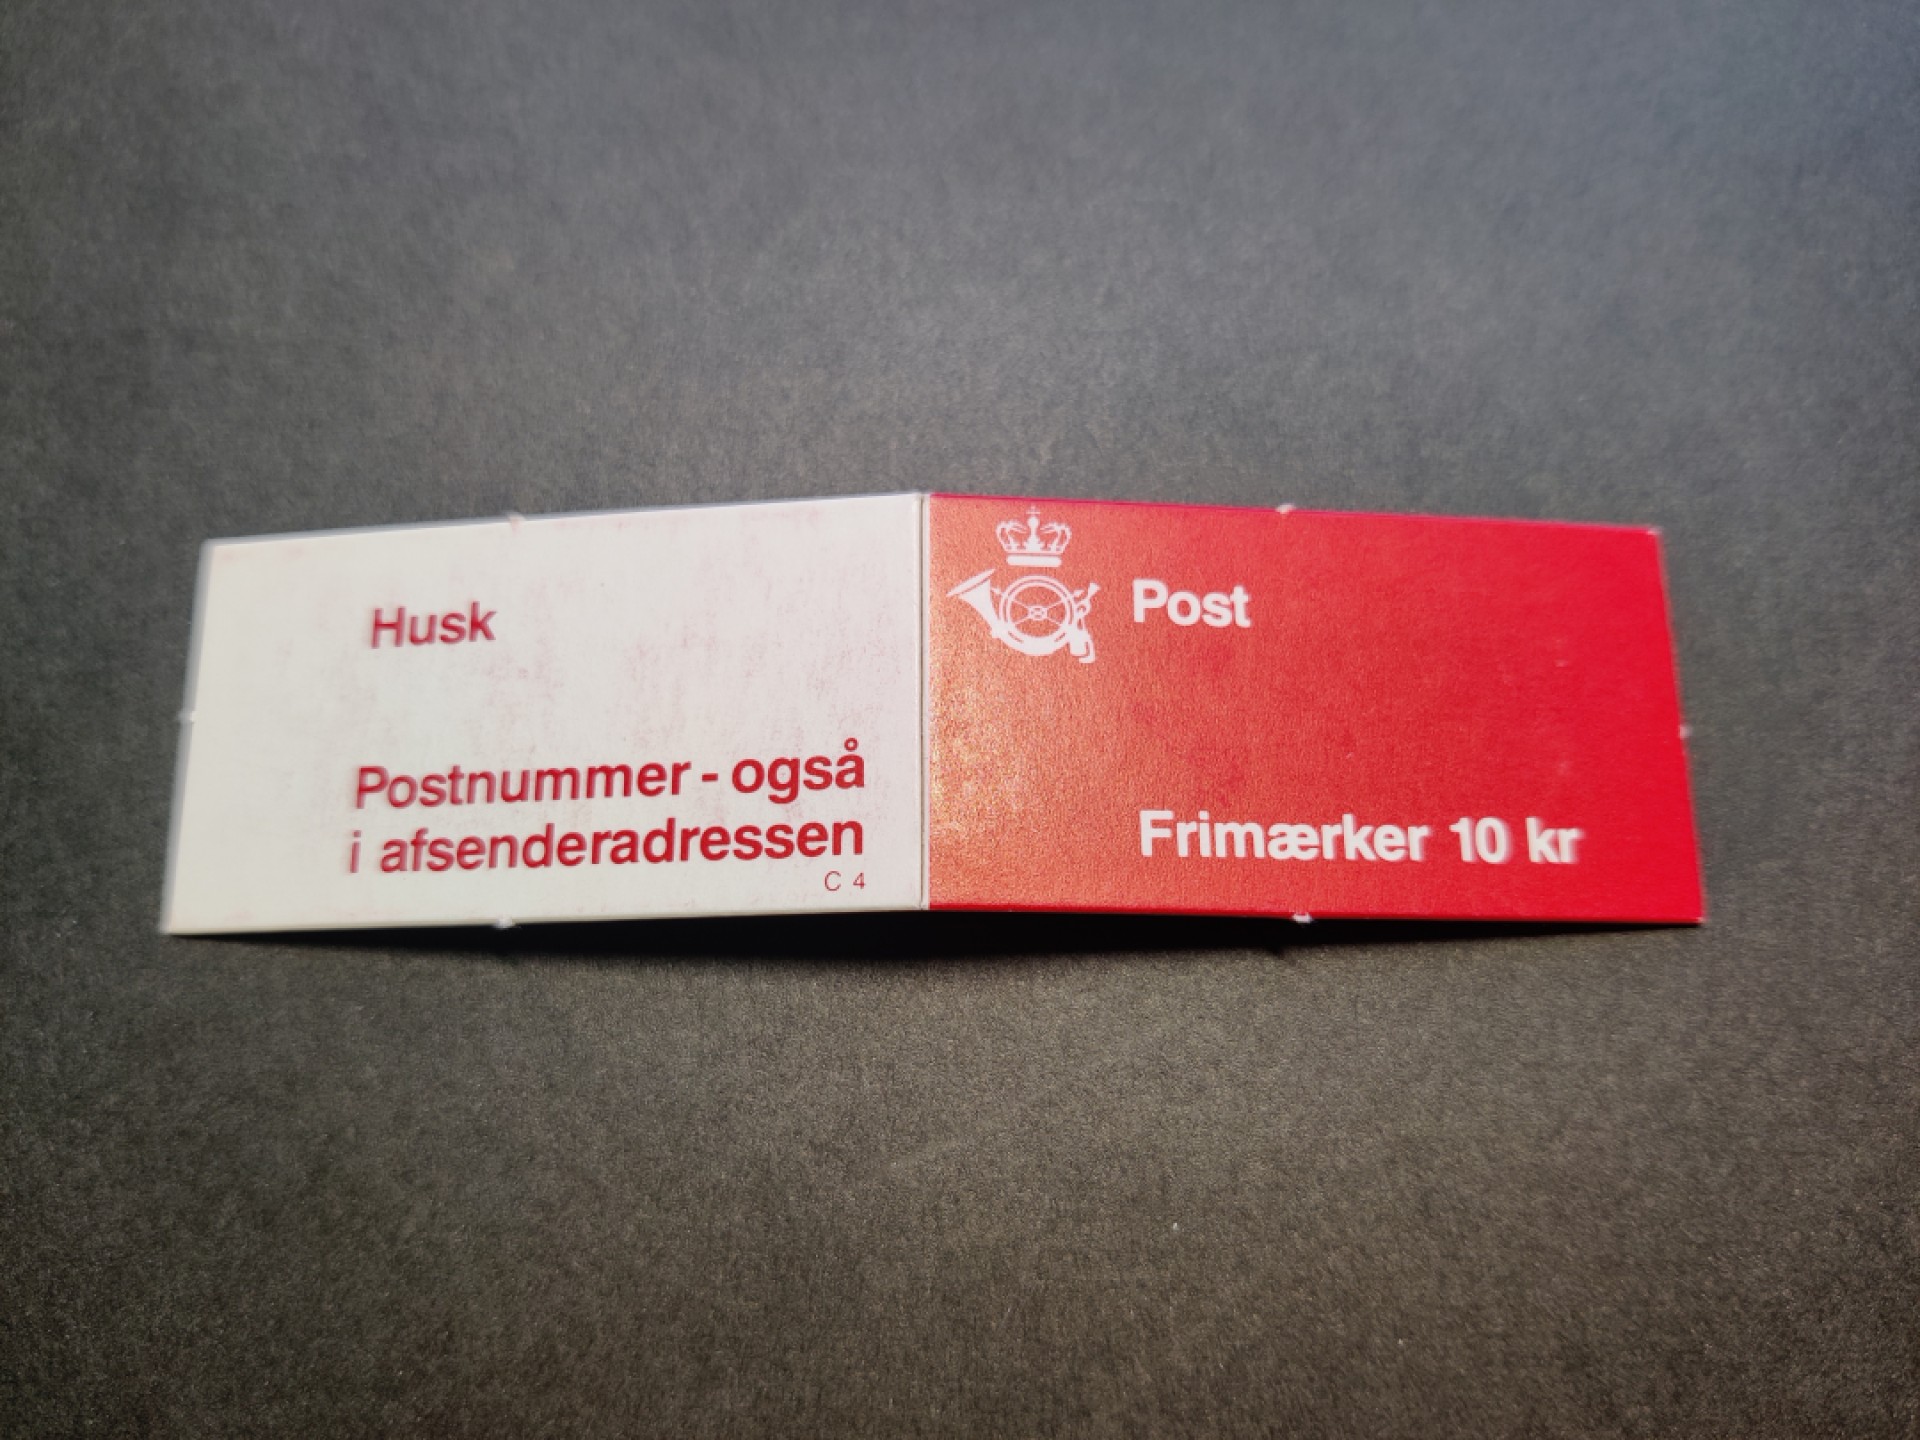 Husk
Postnummer - også
i afsenderadressen
C 4
Post
Frimærker 10 kr